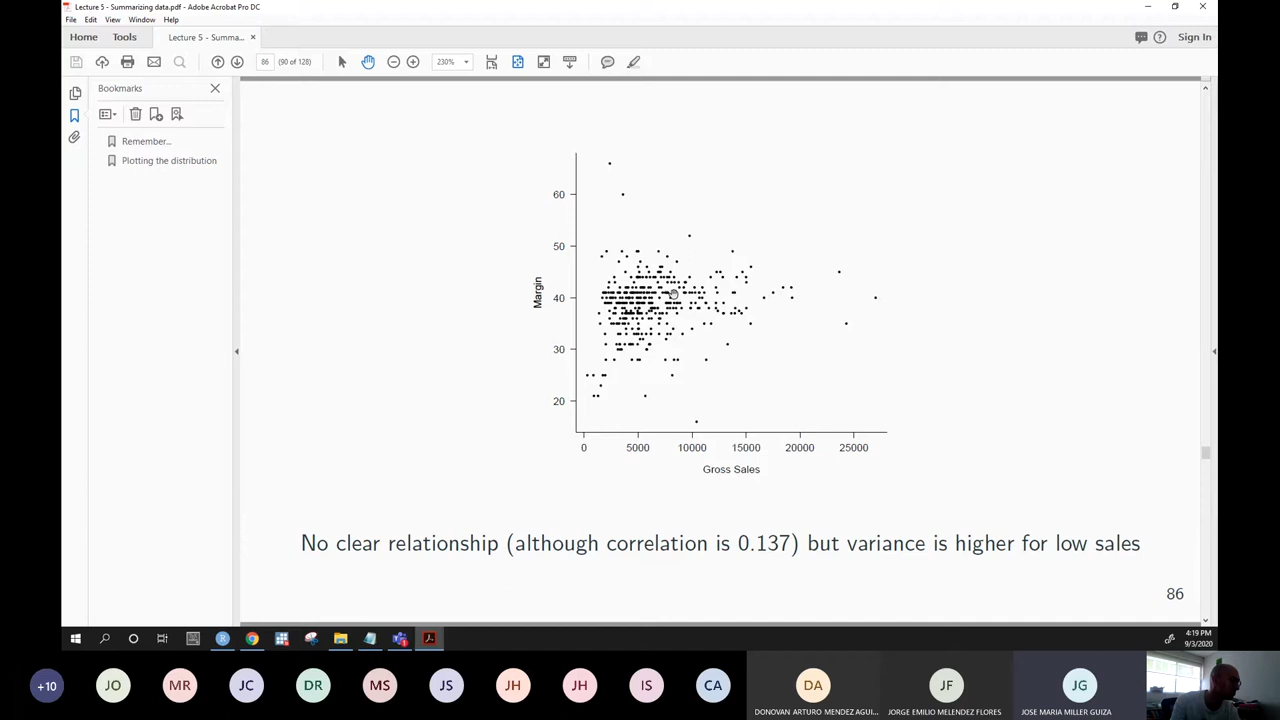 Lecture 5 - Summarizing data.pdf - Adobe Acrobat Pro DC
File Edit View Window Help
Home Tools Lecture 5 - Summa... × Sign In
86 (90 of 128) 230%
Bookmarks
Remember...
Plotting the distribution
60
50
40
30
20
Margin
0 5000 10000 15000 20000 25000
Gross Sales
No clear relationship (although correlation is 0.137) but variance is higher for low sales
86
4:19 PM
9/3/2020
+10 JO MR JC DR MS JS JH JH IS CA DA JF JG
DONOVAN ARTURO MENDEZ AGUI... JORGE EMILIO MELENDEZ FLORES JOSE MARIA MILLER GUIZA